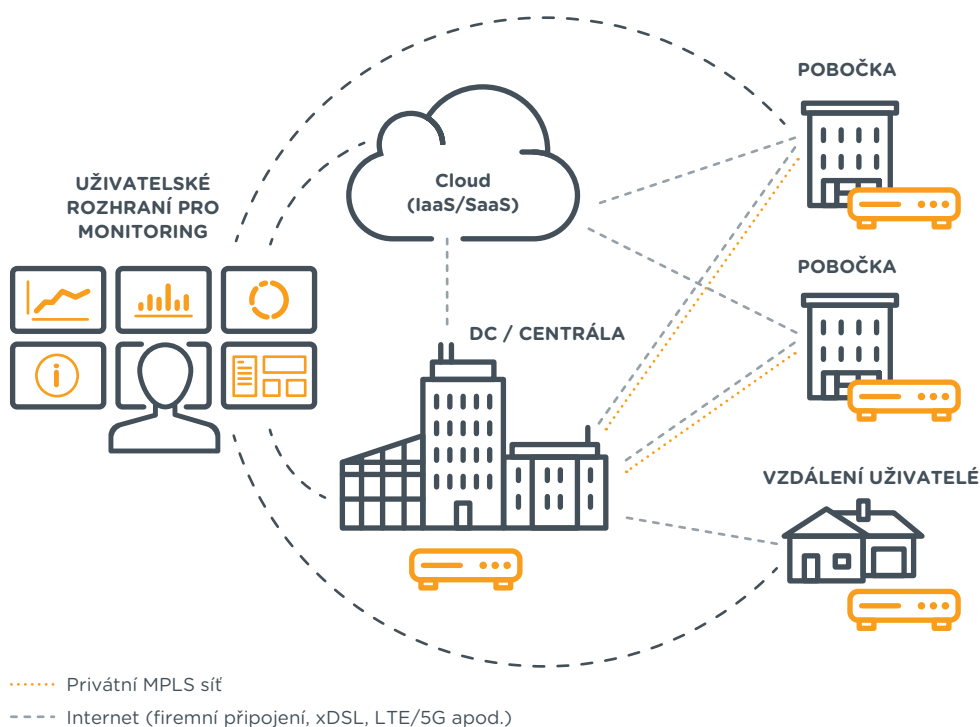 POBOČKA
UŽIVATELSKÉ
ROZHRANÍ PRO
MONITORING
Cloud
(IaaS/SaaS)
POBOČKA
DC / CENTRÁLA
i
VZDÁLENÍ UŽIVATELÉ
Privátní MPLS síť
Internet (firemní připojení, xDSL, LTE/5G apod.)